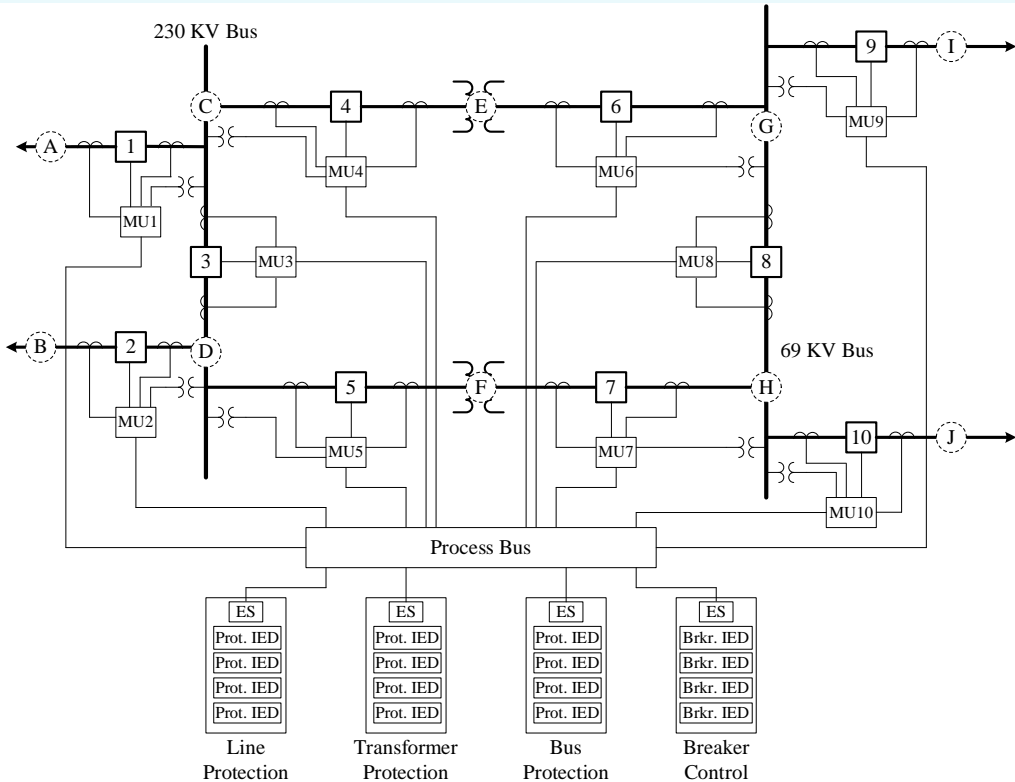 230 KV Bus
9
I
C
4
E
6
G
A
1
MU9
MU4
MU6
MU1
3
MU3
MU8
8
B
2
D
69 KV Bus
5
F
7
H
MU2
MU5
MU7
10
J
MU10
Process Bus
ES
ES
ES
ES
Prot. IED
Prot. IED
Prot. IED
Brkr. IED
Prot. IED
Prot. IED
Prot. IED
Brkr. IED
Prot. IED
Prot. IED
Prot. IED
Brkr. IED
Prot. IED
Prot. IED
Prot. IED
Brkr. IED
Line
Protection
Transformer
Protection
Bus
Protection
Breaker
Control